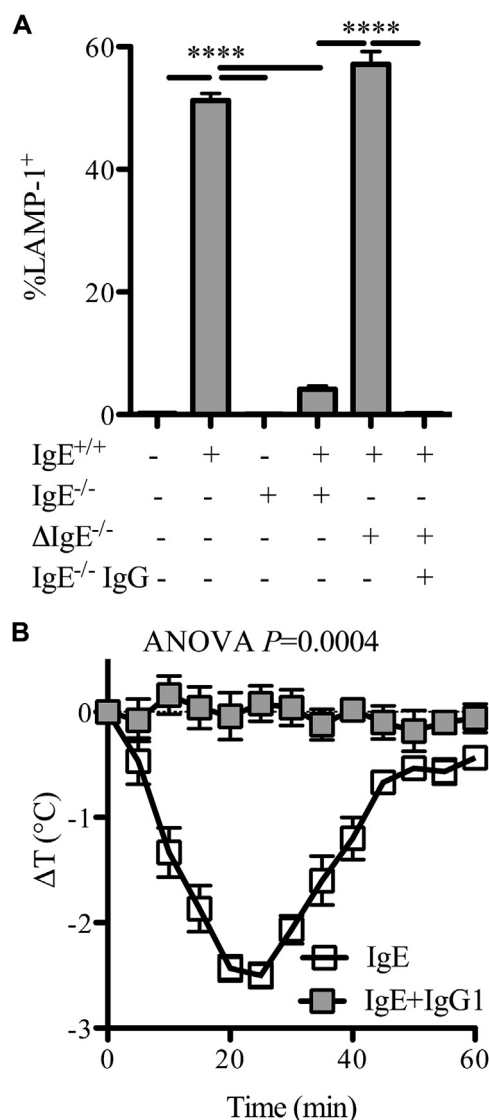 A
****
****
60
40
20
0
%LAMP-1+
IgE+/+ - + - + + +
IgE-/- - - + + - -
ΔIgE-/- - - - - + +
IgE-/- IgG - - - - - +
B
ANOVA P=0.0004
0
-1
-2
-3
ΔT (°C)
IgE
IgE+IgG1
0 20 40 60
Time (min)